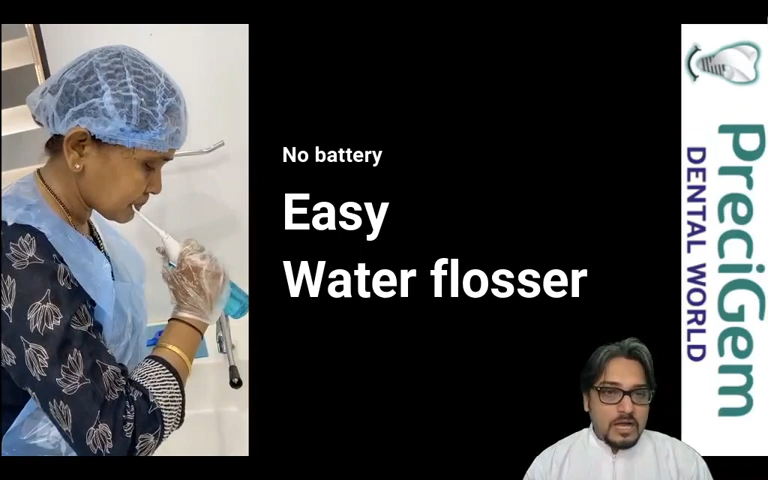 No battery
Easy
Water flosser
PreciGem
DENTAL WORLD